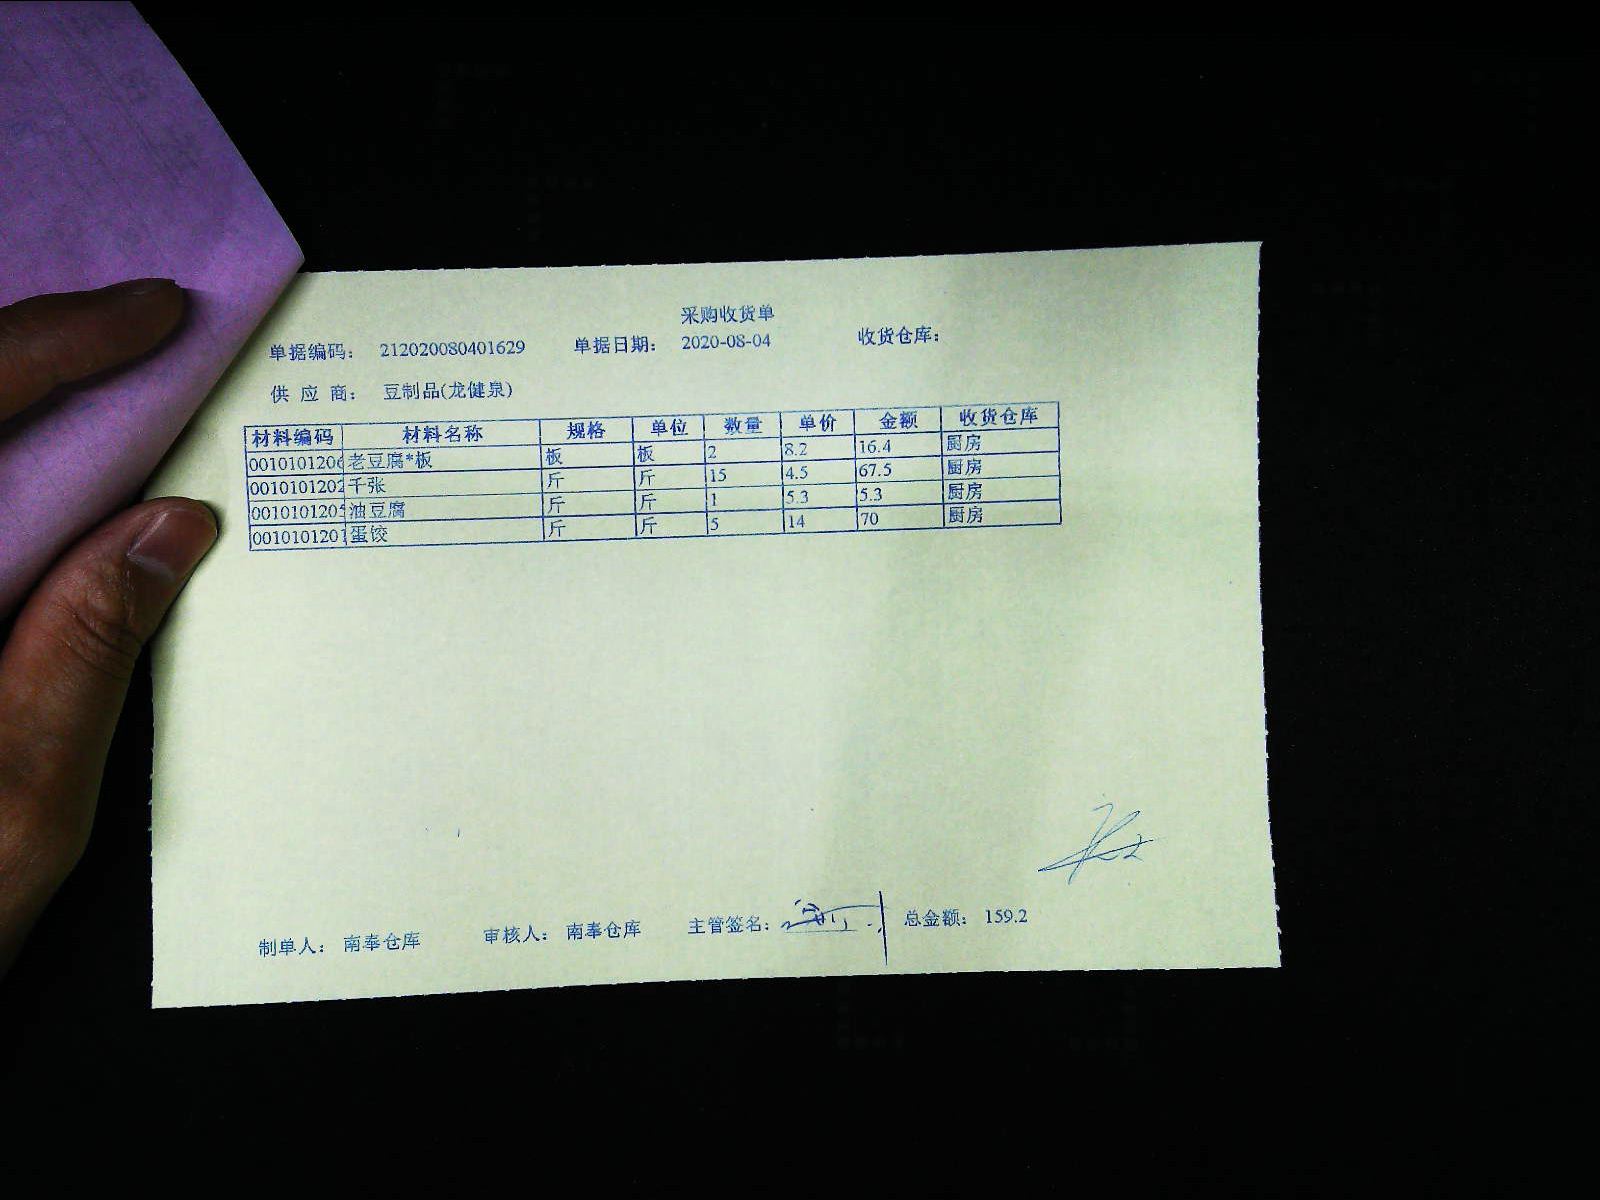 采购收货单
单据编码： 212020080401629 单据日期： 2020-08-04 收货仓库：
供 应 商： 豆制品(龙健泉)
材料编码 材料名称 规格 单位 数量 单价 金额 收货仓库
0010101206 老豆腐*板 板 板 2 8.2 16.4 厨房
0010101202 千张 斤 斤 15 4.5 67.5 厨房
0010101205 油豆腐 斤 斤 1 5.3 5.3 厨房
0010101201 蛋饺 斤 斤 5 14 70 厨房
制单人： 南奉仓库 审核人： 南奉仓库 主管签名： 总金额： 159.2